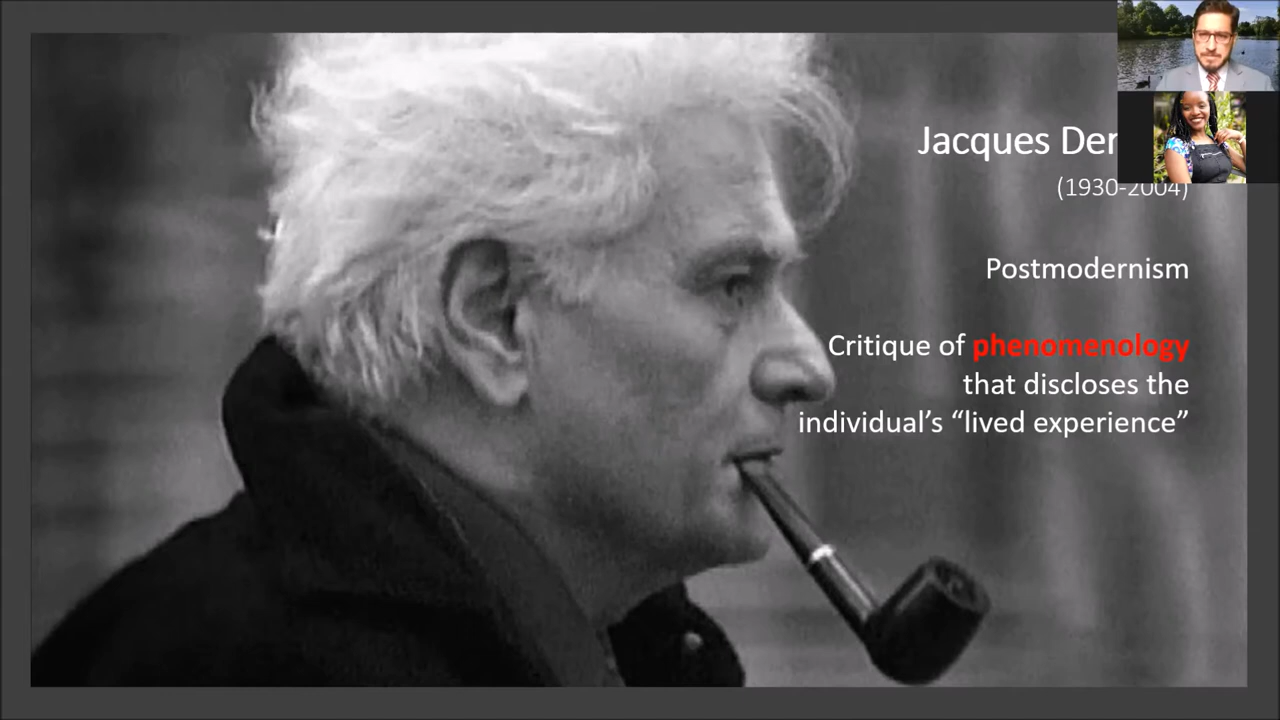 Jacques Der
(1930-2004)
Postmodernism
Critique of phenomenology
that discloses the
individual's “lived experience”